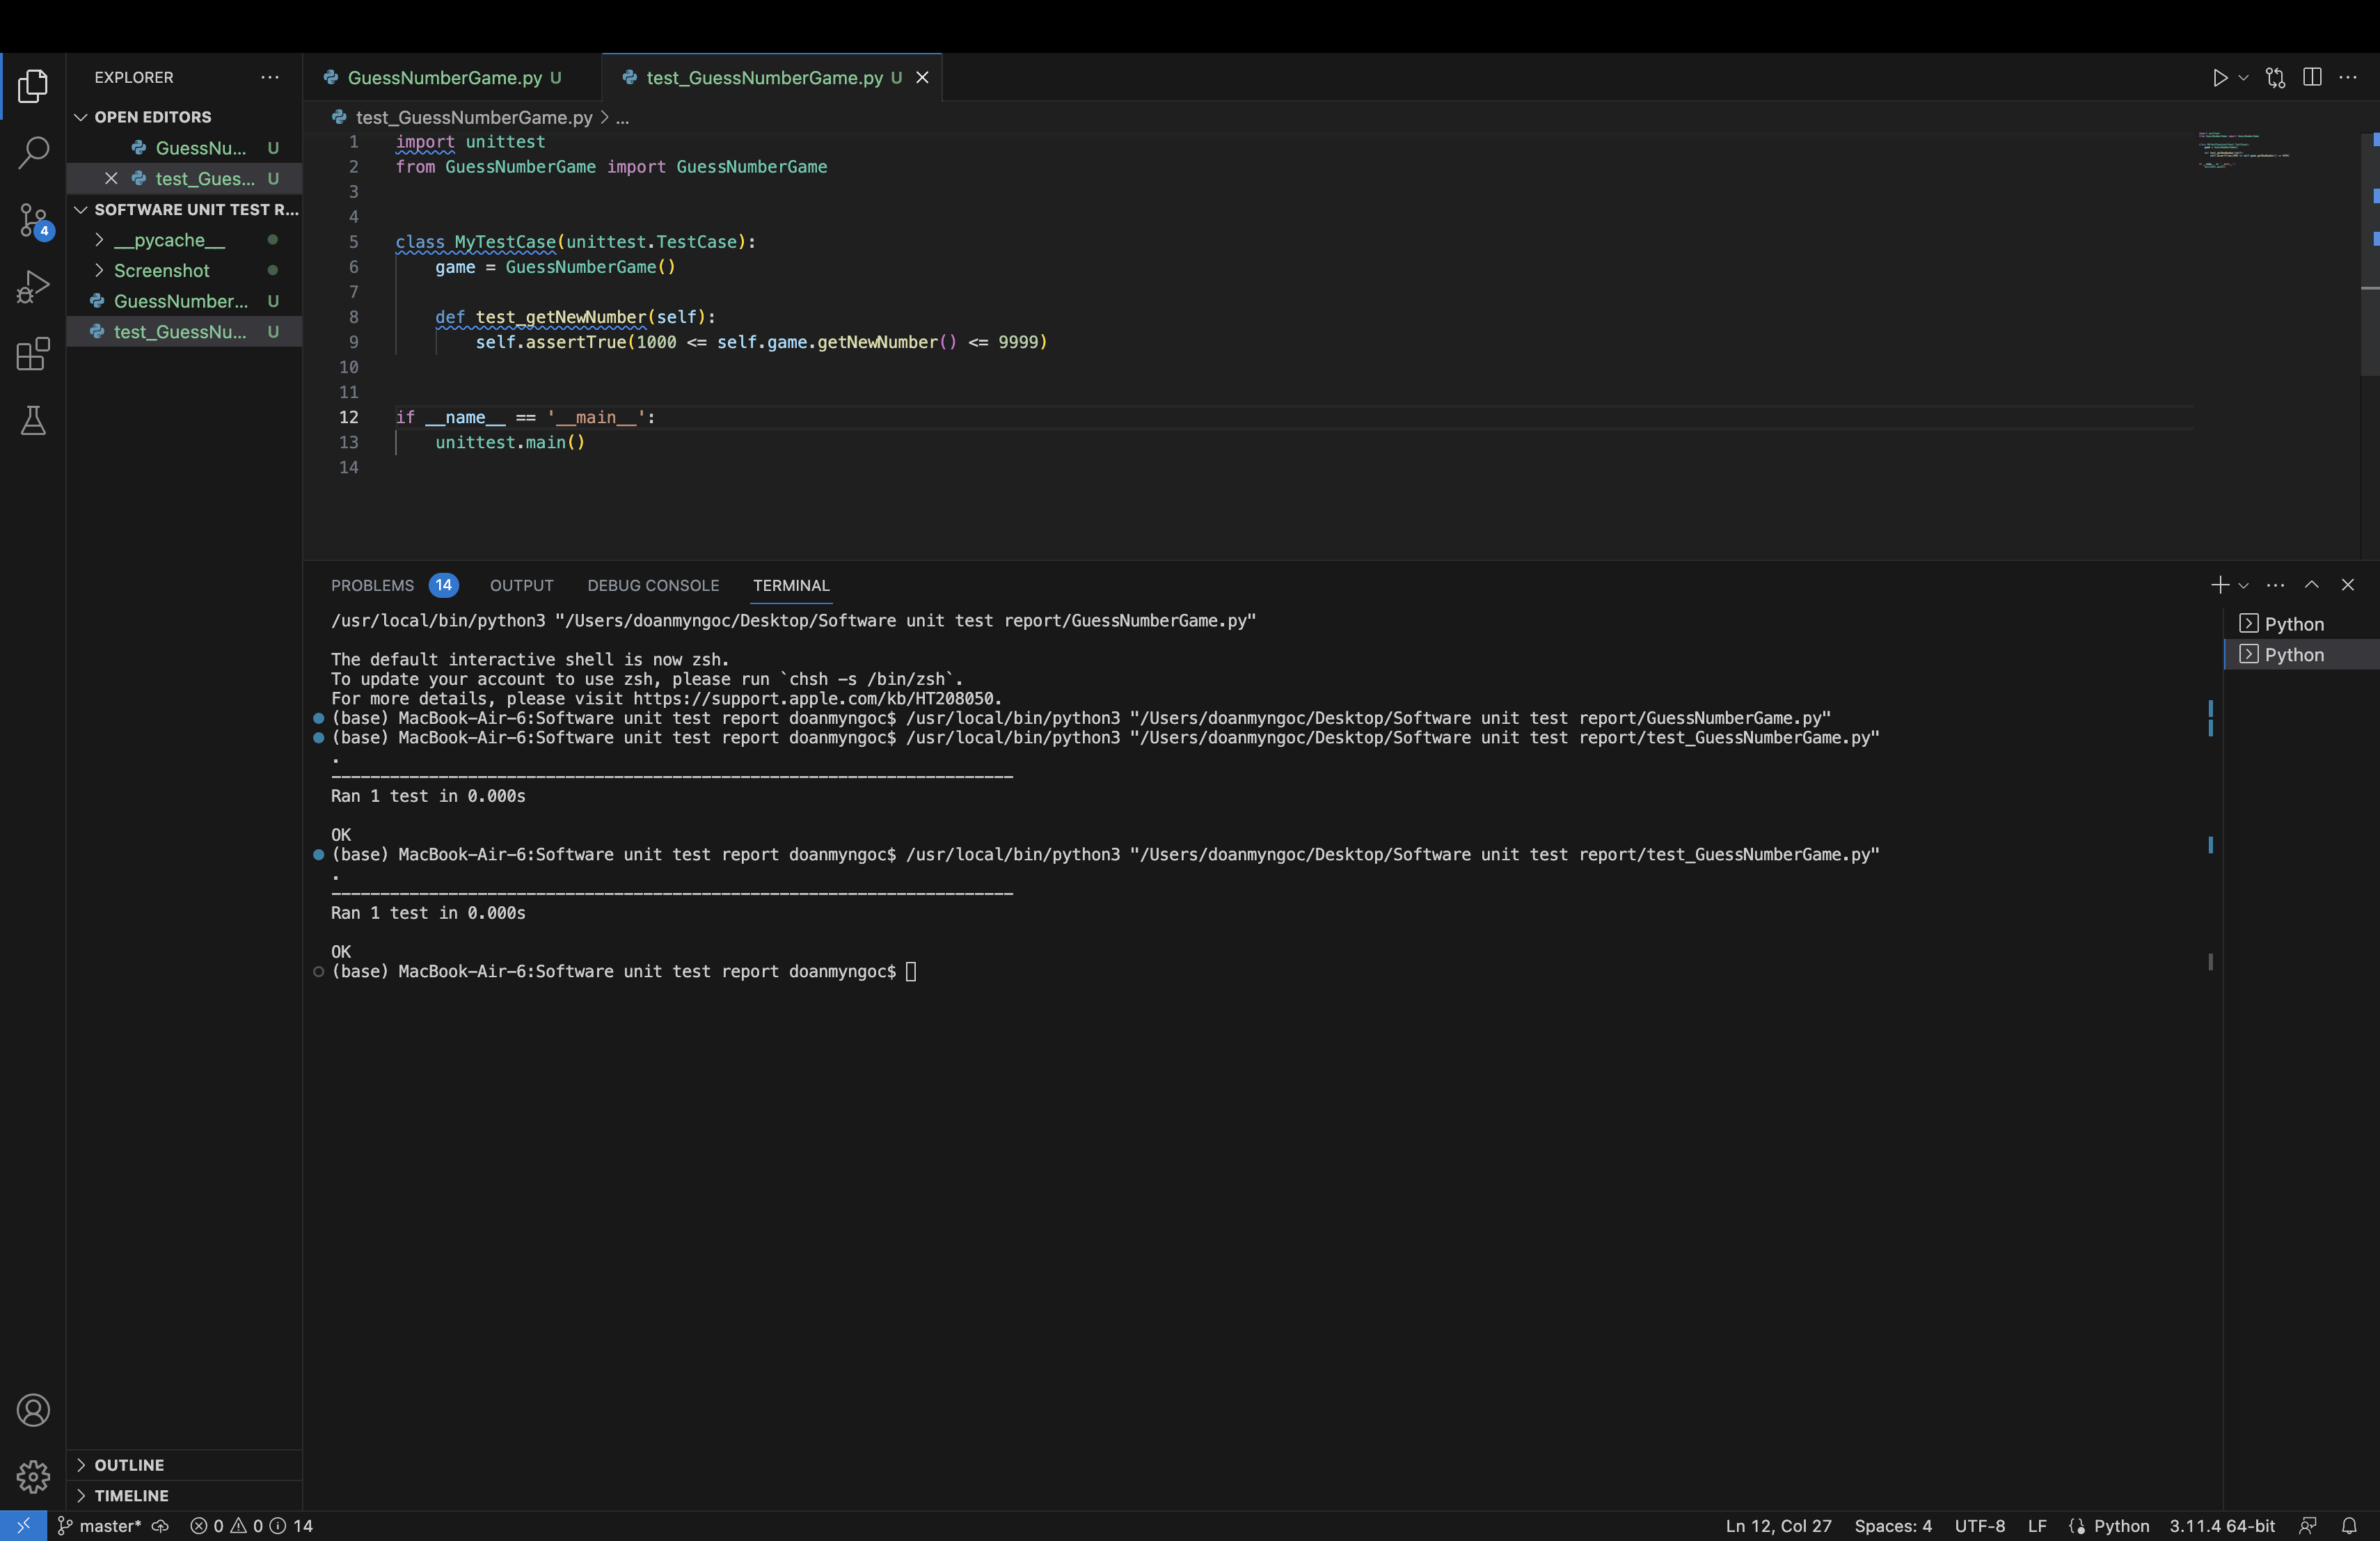 EXPLORER
GuessNumberGame.py U
test_GuessNumberGame.py U
OPEN EDITORS
GuessNu... U
test_Gues... U
SOFTWARE UNIT TEST R...
__pycache__
Screenshot
GuessNumber... U
test_GuessNu... U
4
test_GuessNumberGame.py > ...
1 import unittest
2 from GuessNumberGame import GuessNumberGame
3
4
5 class MyTestCase(unittest.TestCase):
6 game = GuessNumberGame()
7
8 def test_getNewNumber(self):
9 self.assertTrue(1000 <= self.game.getNewNumber() <= 9999)
10
11
12 if __name__ == '__main__':
13 unittest.main()
14
PROBLEMS 14 OUTPUT DEBUG CONSOLE TERMINAL
/usr/local/bin/python3 "/Users/doanmyngoc/Desktop/Software unit test report/GuessNumberGame.py"
The default interactive shell is now zsh.
To update your account to use zsh, please run `chsh -s /bin/zsh`.
For more details, please visit https://support.apple.com/kb/HT208050.
(base) MacBook-Air-6:Software unit test report doanmyngoc$ /usr/local/bin/python3 "/Users/doanmyngoc/Desktop/Software unit test report/GuessNumberGame.py"
(base) MacBook-Air-6:Software unit test report doanmyngoc$ /usr/local/bin/python3 "/Users/doanmyngoc/Desktop/Software unit test report/test_GuessNumberGame.py"
.
----------------------------------------------------------------------
Ran 1 test in 0.000s
OK
(base) MacBook-Air-6:Software unit test report doanmyngoc$ /usr/local/bin/python3 "/Users/doanmyngoc/Desktop/Software unit test report/test_GuessNumberGame.py"
.
----------------------------------------------------------------------
Ran 1 test in 0.000s
OK
(base) MacBook-Air-6:Software unit test report doanmyngoc$
Python
Python
OUTLINE
TIMELINE
master* 0 0 14
Ln 12, Col 27 Spaces: 4 UTF-8 LF Python 3.11.4 64-bit